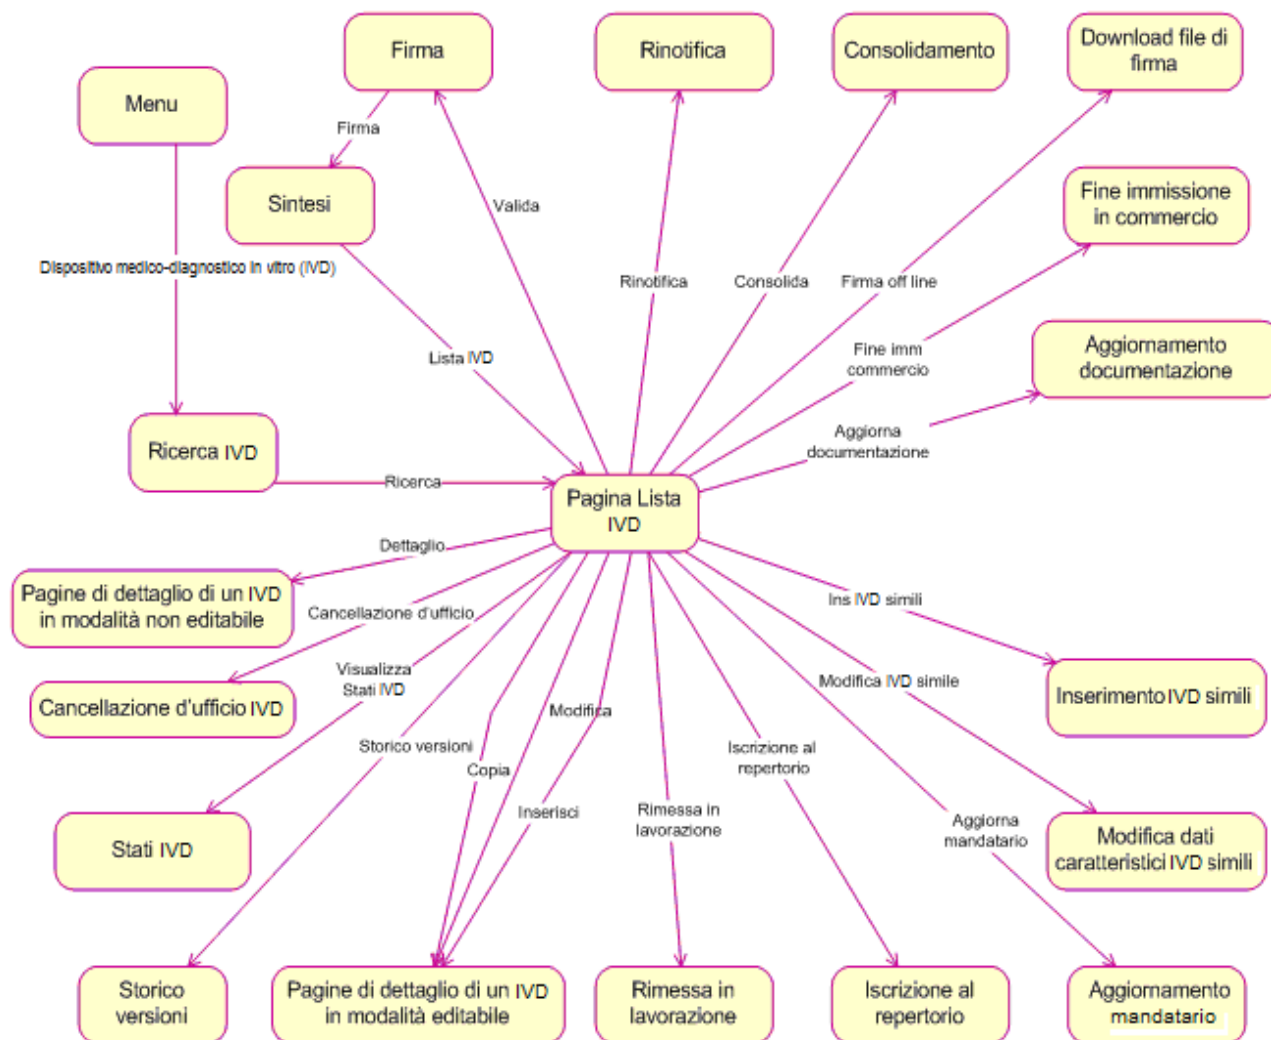 Firma
Rinotifica
Consolidamento
Download file di
firma
Menu
Firma
Sintesi
Valida
Fine immissione
in commercio
Dispositivo medico-diagnostico in vitro (IVD)
Rinotifica
Consolida
Firma off line
Lista IVD
Fine imm
commercio
Aggiornamento
documentazione
Ricerca IVD
Aggiorna
documentazione
Ricerca
Pagina Lista
IVD
Dettaglio
Pagine di dettaglio di un IVD
in modalità non editabile
Cancellazione d'ufficio
Ins IVD simili
Visualizza
Stati IVD
Modifica IVD simile
Inserimento IVD simili
Cancellazione d'ufficio IVD
Modifica
Storico versioni
Iscrizione al
repertorio
Copia
Inserisci
Rimessa in
lavorazione
Aggiorna
mandatario
Stati IVD
Modifica dati
caratteristici IVD simili
Storico
versioni
Pagine di dettaglio di un IVD
in modalità editabile
Rimessa in
lavorazione
Iscrizione al
repertorio
Aggiornamento
mandatario